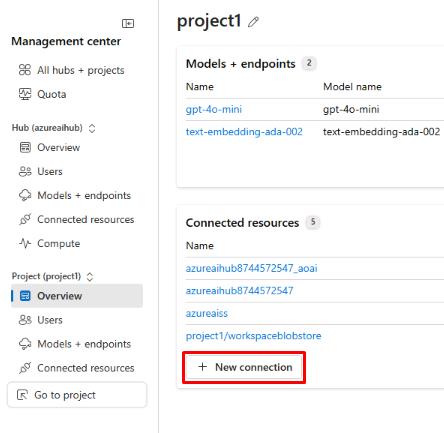 Management center
All hubs + projects
Quota
Hub (azureaihub)
Overview
Users
Models + endpoints
Connected resources
Compute
Project (project1)
Overview
Users
Models + endpoints
Connected resources
Go to project
project1
Models + endpoints 2
Name Model name
gpt-4o-mini gpt-4o-mini
text-embedding-ada-002 text-embedding-ada-002
Connected resources 5
Name
azureaihub8744572547_aoai
azureaihub8744572547
azureaiss
project1/workspaceblobstore
+ New connection